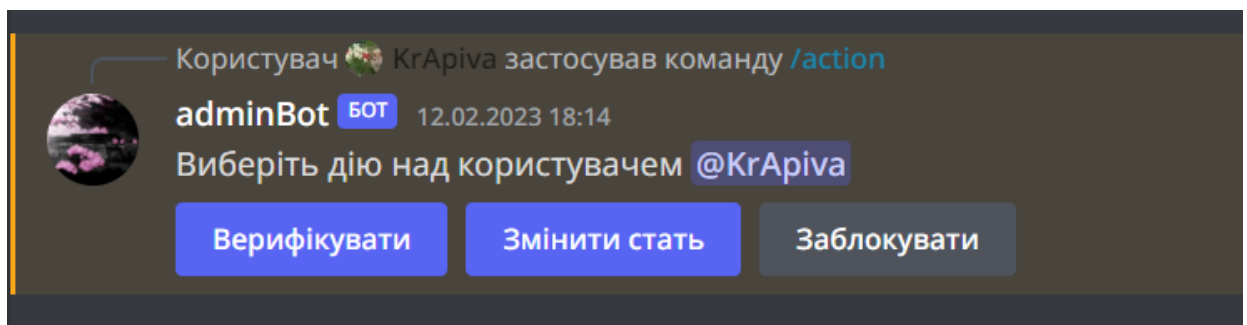 Користувач KrApiva застосував команду /action
adminBot БОТ 12.02.2023 18:14
Виберіть дію над користувачем @KrApiva
Верифікувати Змінити стать Заблокувати